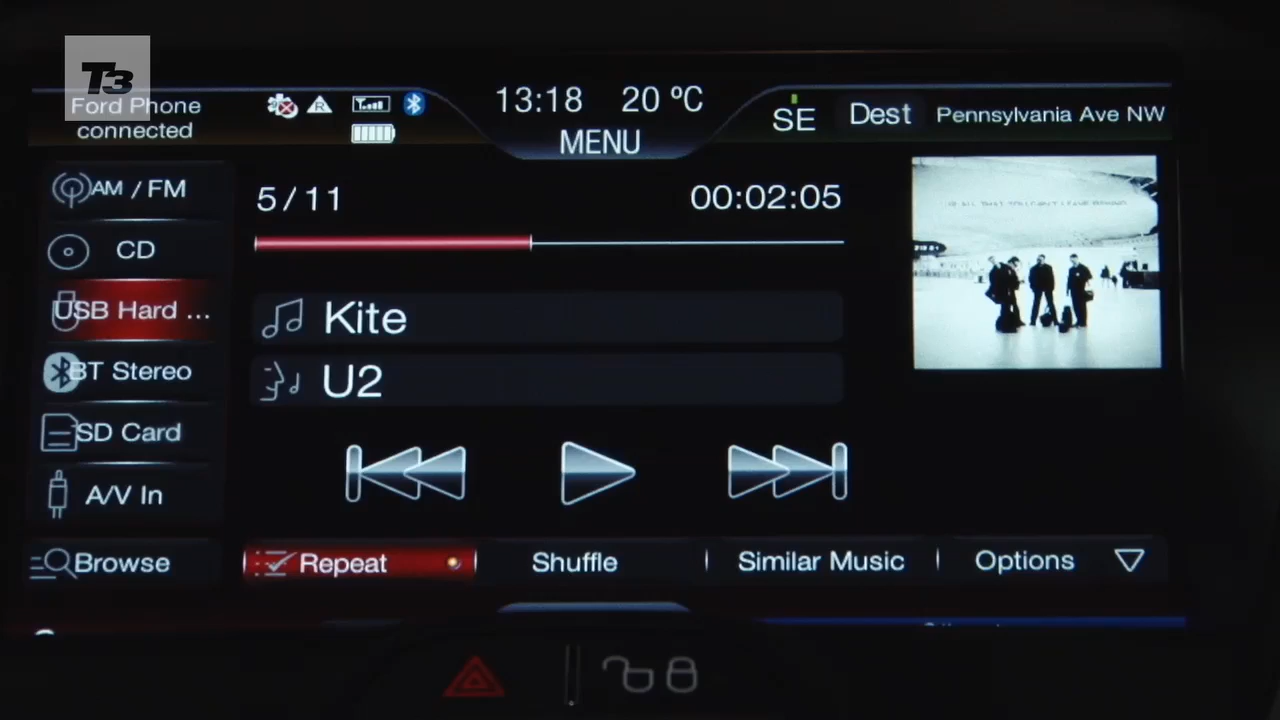 T3
Ford Phone
connected
R
13:18 20 ºC
MENU
SE
Dest
Pennsylvania Ave NW
AM / FM
CD
USB Hard ...
BT Stereo
SD Card
A/V In
Browse
5/11
00:02:05
Kite
U2
Repeat
Shuffle
Similar Music
Options